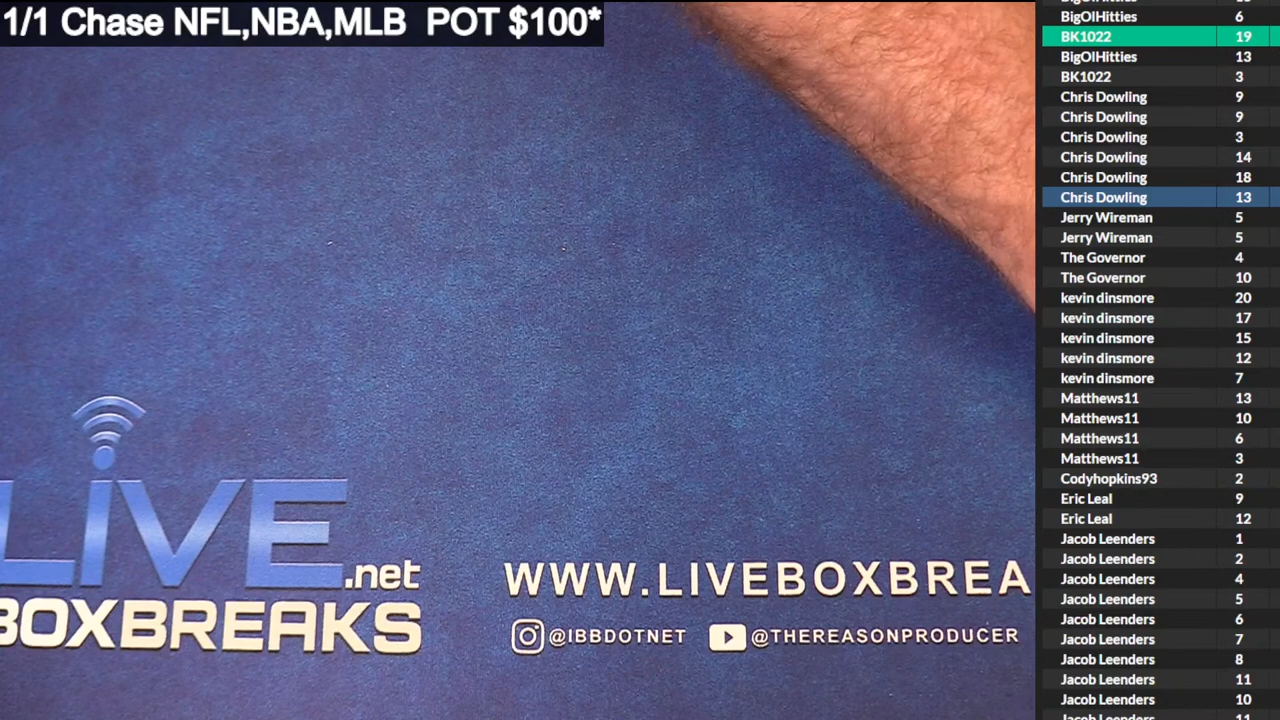 1/1 Chase NFL,NBA,MLB POT $100*
BigOlHitties 6
BK1022 19
BigOlHitties 13
BK1022 3
Chris Dowling 9
Chris Dowling 9
Chris Dowling 3
Chris Dowling 14
Chris Dowling 18
Chris Dowling 13
Jerry Wireman 5
Jerry Wireman 5
The Governor 4
The Governor 10
kevin dinsmore 20
kevin dinsmore 17
kevin dinsmore 15
kevin dinsmore 12
kevin dinsmore 7
Matthews11 13
Matthews11 10
Matthews11 6
Matthews11 3
Codyhopkins93 2
Eric Leal 9
Eric Leal 12
Jacob Leenders 1
Jacob Leenders 2
Jacob Leenders 4
Jacob Leenders 5
Jacob Leenders 6
Jacob Leenders 7
Jacob Leenders 8
Jacob Leenders 11
Jacob Leenders 10
LIVE.net
BOXBREAKS
WWW.LIVEBOXBREA
@IBBDOTNET @THEREASONPRODUCER